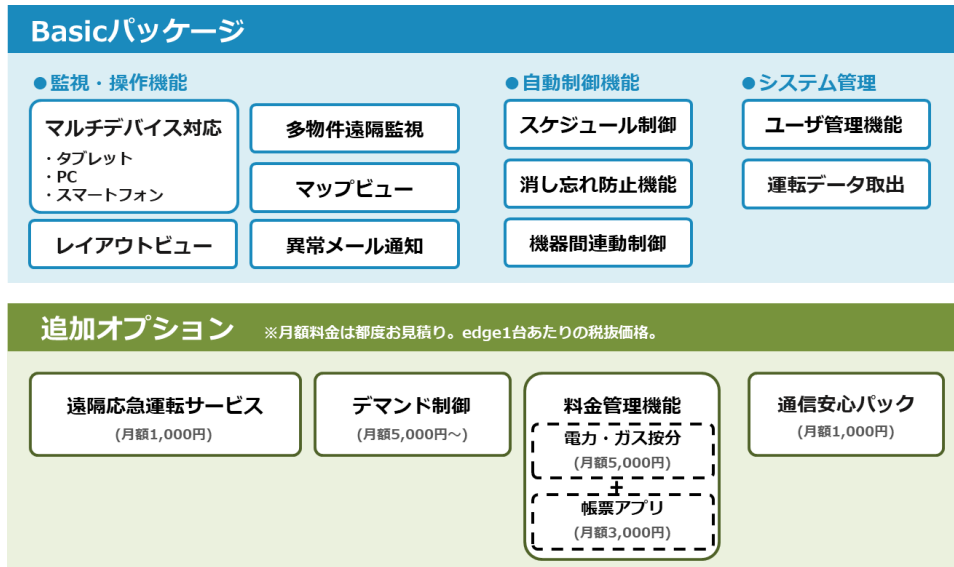 Basicパッケージ
●監視・操作機能
マルチデバイス対応
・タブレット
・PC
・スマートフォン
レイアウトビュー
多物件遠隔監視
マップビュー
異常メール通知
●自動制御機能
スケジュール制御
消し忘れ防止機能
機器間連動制御
●システム管理
ユーザ管理機能
運転データ取出
追加オプション ※月額料金は都度お見積り。edge1台あたりの税抜価格。
遠隔応急運転サービス
(月額1,000円)
デマンド制御
(月額5,000円～)
料金管理機能
電力・ガス按分
(月額5,000円)
+
帳票アプリ
(月額3,000円)
通信安心パック
(月額1,000円)